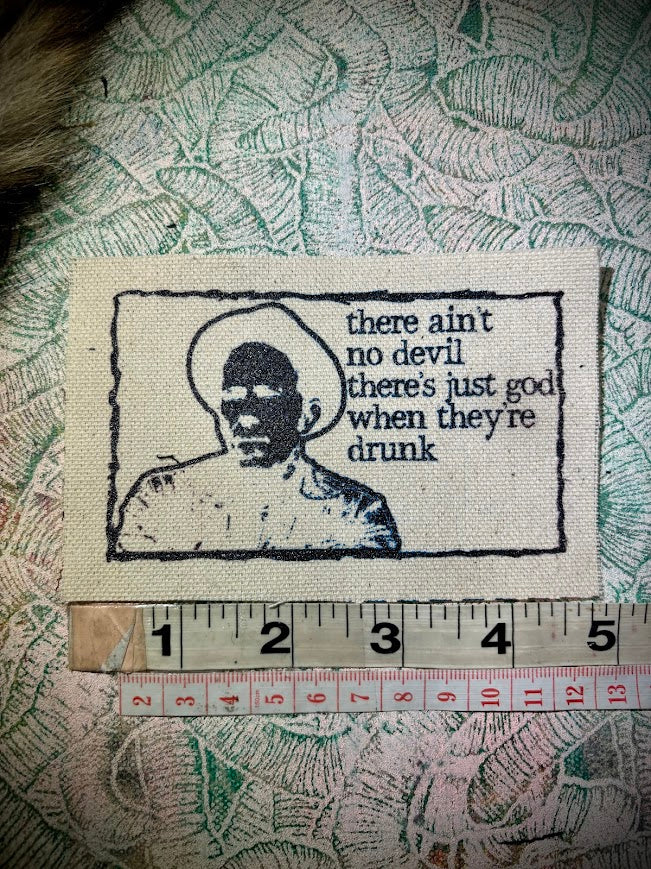 there ain't
no devil
there's just god
when they're
drunk
1 2 3 4 5
2 3 4 5 6 7 8 9 10 11 12 13